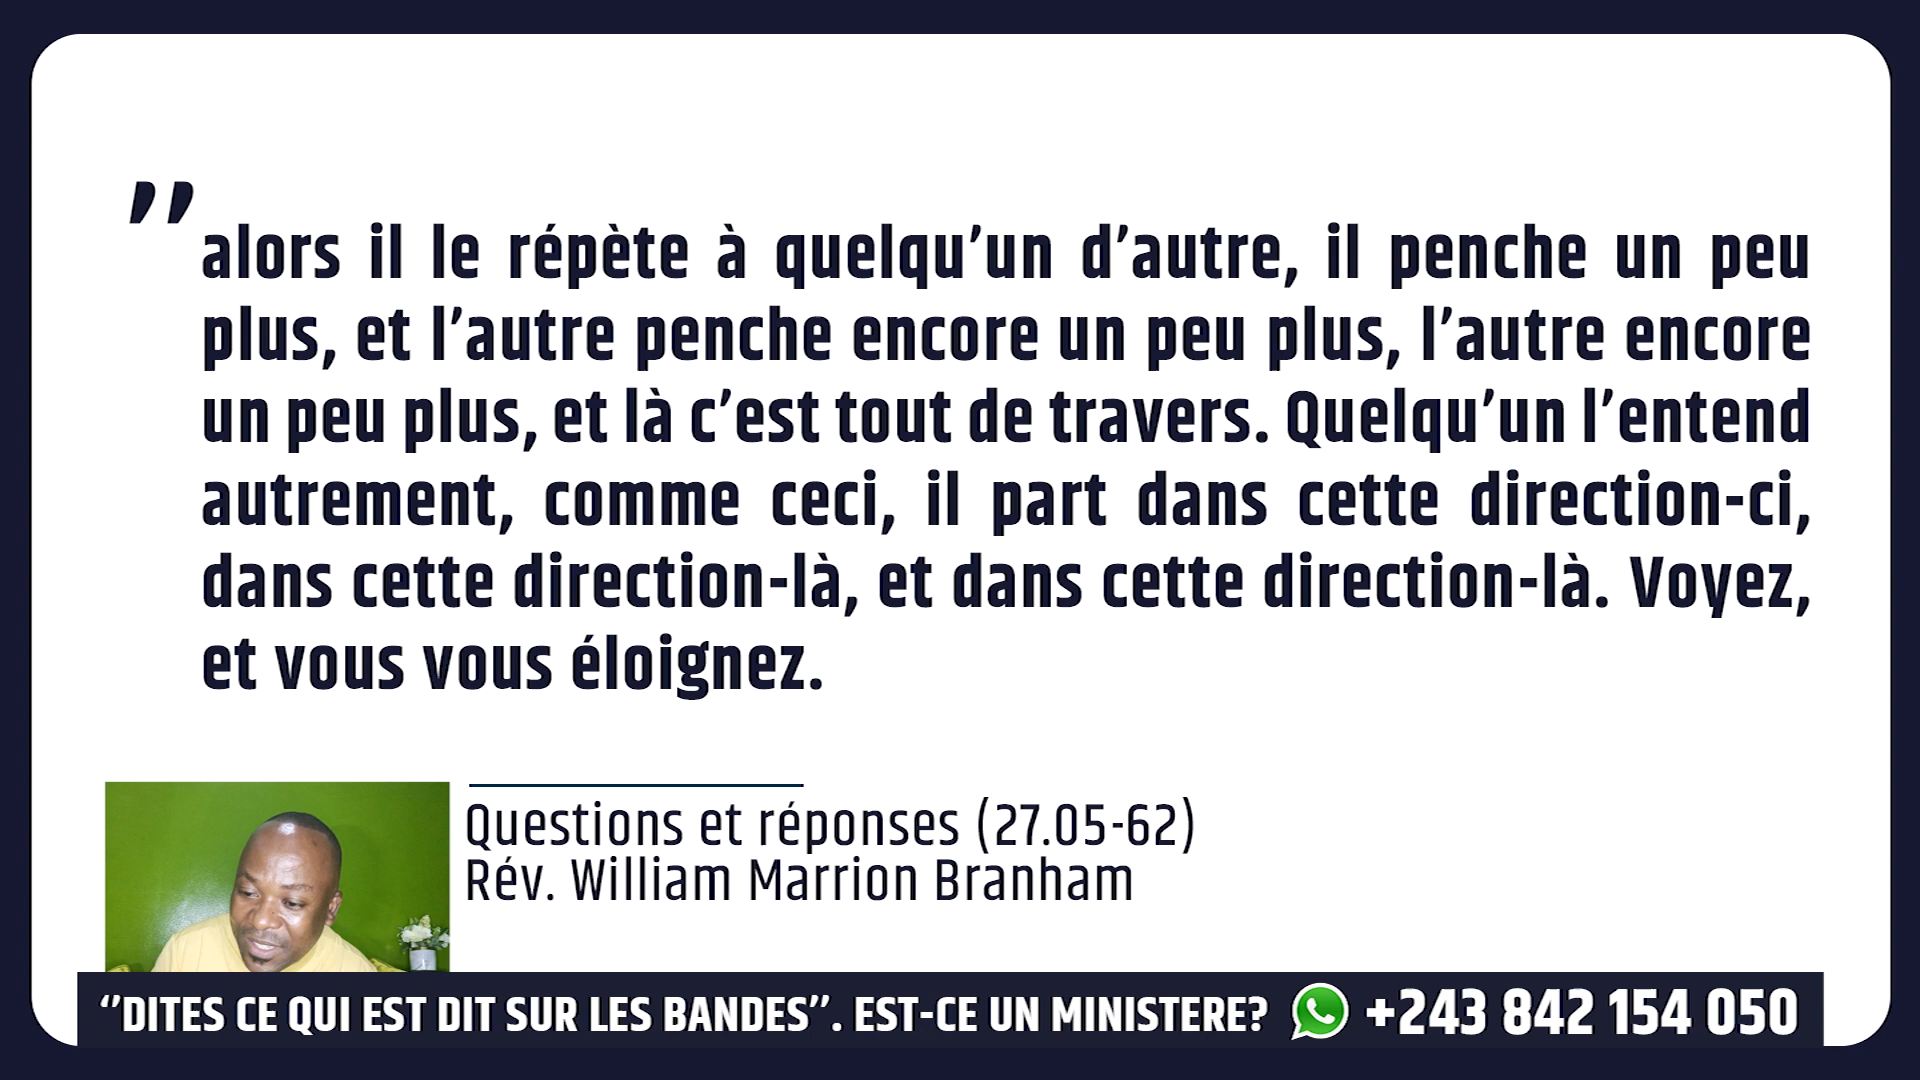 ’’
alors il le répète à quelqu’un d’autre, il penche un peu
plus, et l’autre penche encore un peu plus, l’autre encore
un peu plus, et là c’est tout de travers. Quelqu’un l’entend
autrement, comme ceci, il part dans cette direction-ci,
dans cette direction-là, et dans cette direction-là. Voyez,
et vous vous éloignez.
Questions et réponses (27.05-62)
Rév. William Marrion Branham
‘’DITES CE QUI EST DIT SUR LES BANDES’’. EST-CE UN MINISTERE? +243 842 154 050